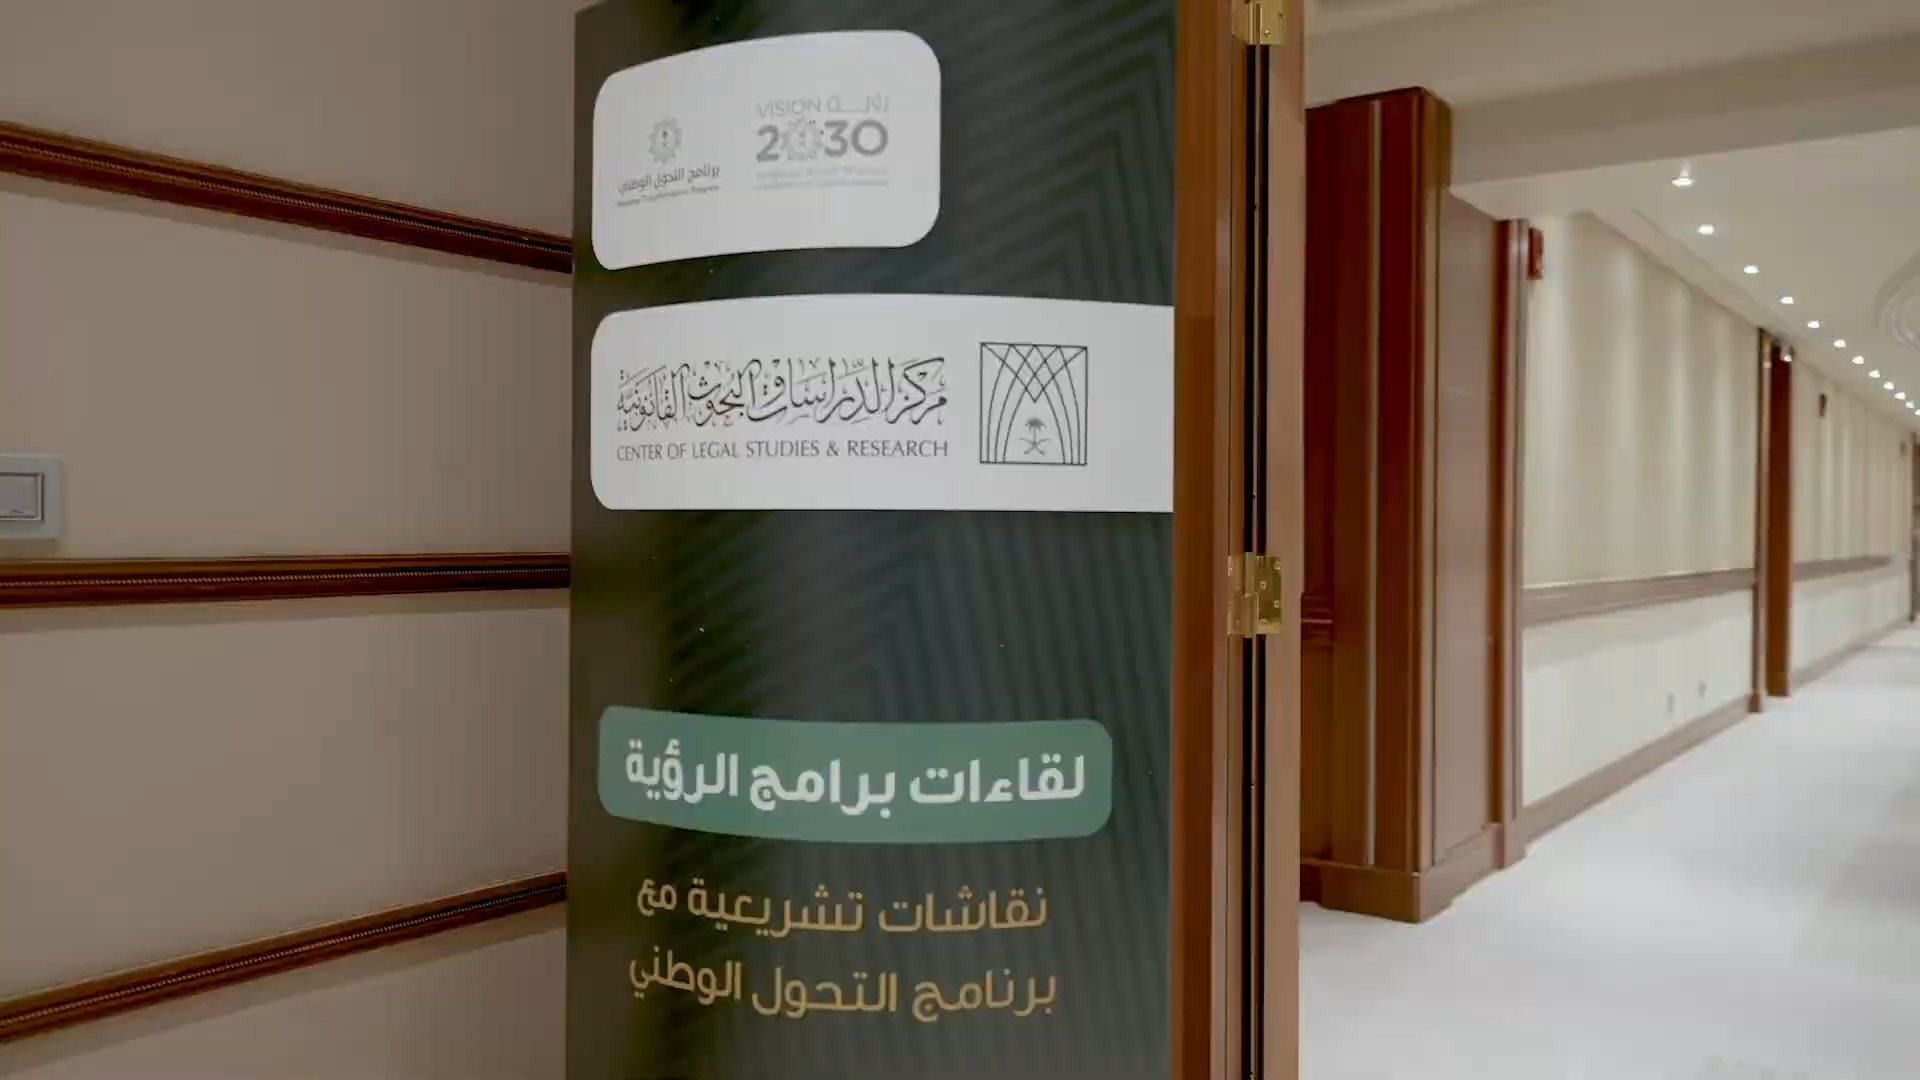 VISION رؤيــة
2030
برنامج التحول الوطني
مركز الدراسات والبحوث القانونية
CENTER OF LEGAL STUDIES & RESEARCH
لقاءات برامج الرؤية
نقاشات تشريعية مع
برنامج التحول الوطني